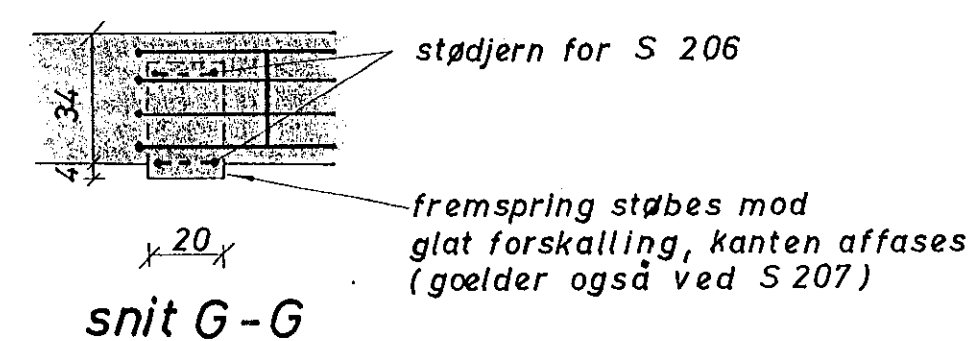 stødjern for S 206
34
4
fremspring støbes mod
glat forskalling, kanten affases
(gælder også ved S 207)
20
snit G-G